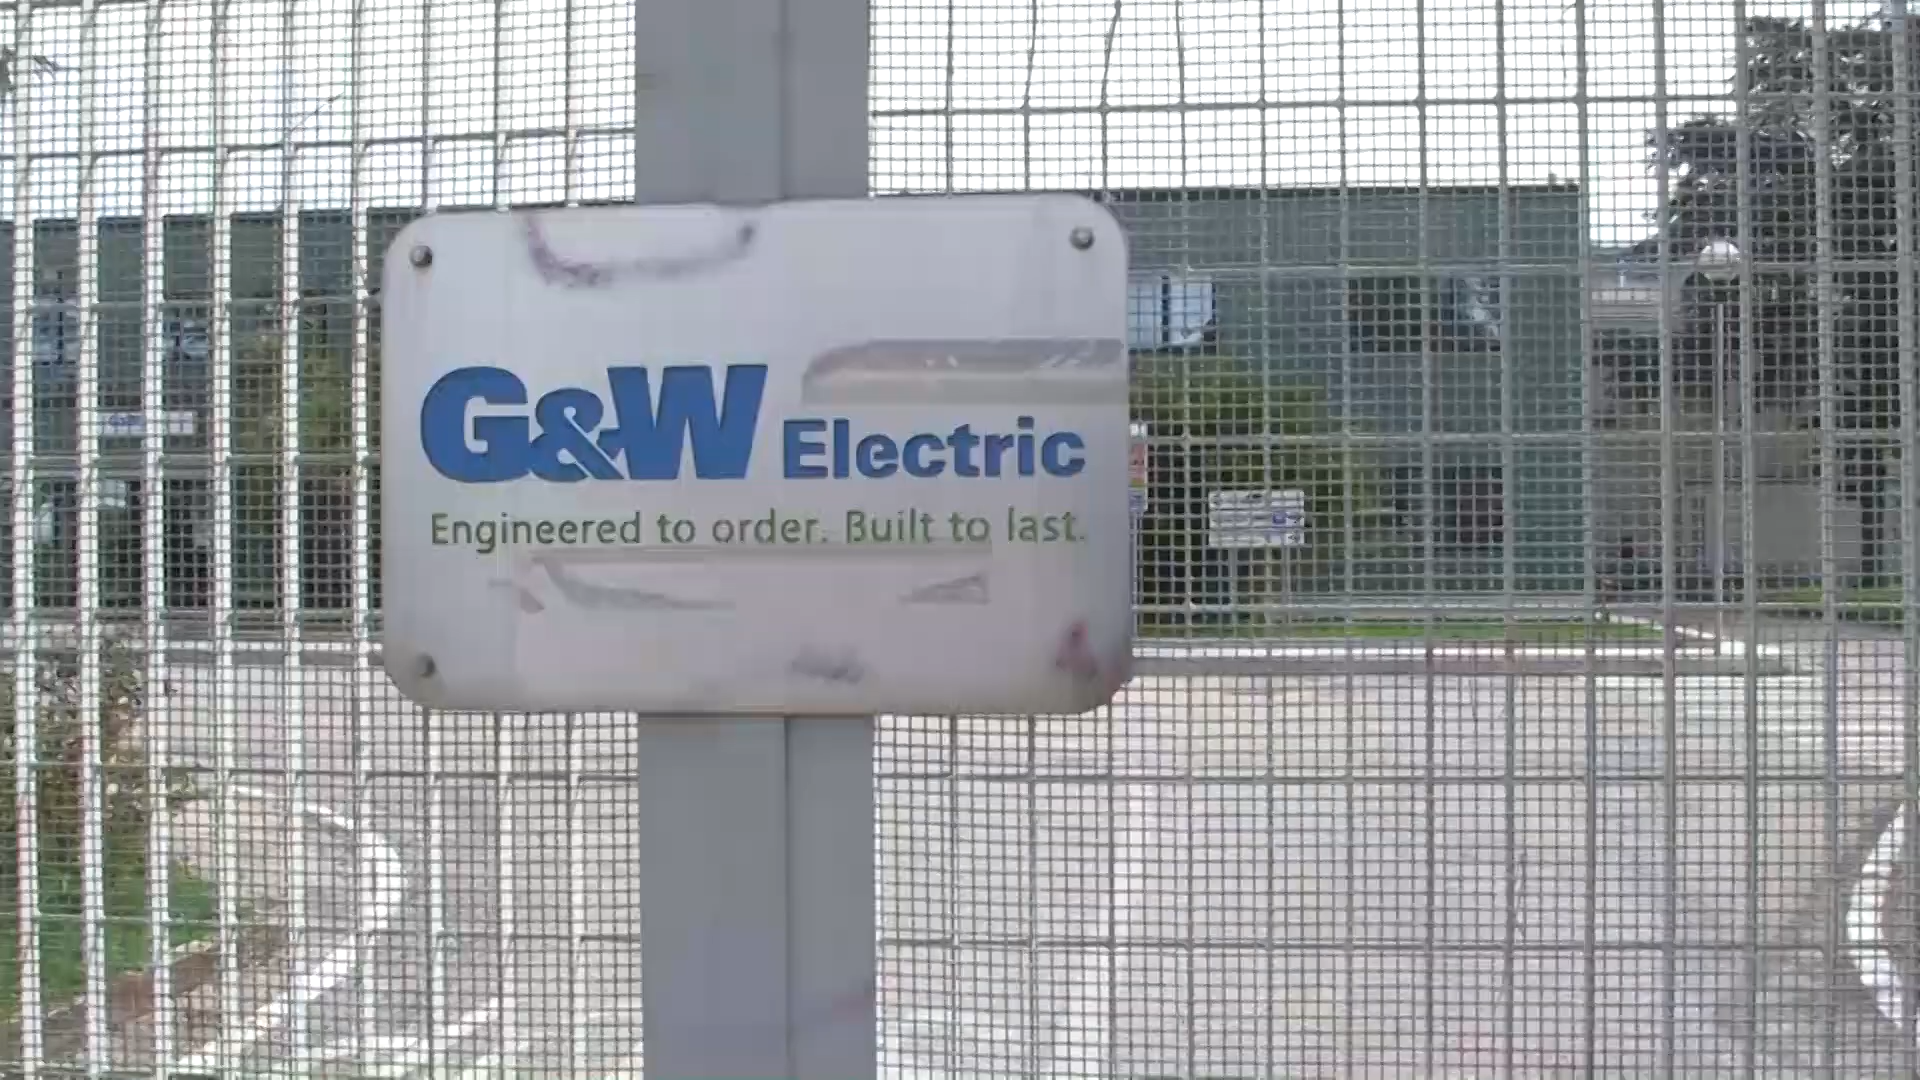 G&W Electric
Engineered to order. Built to last.